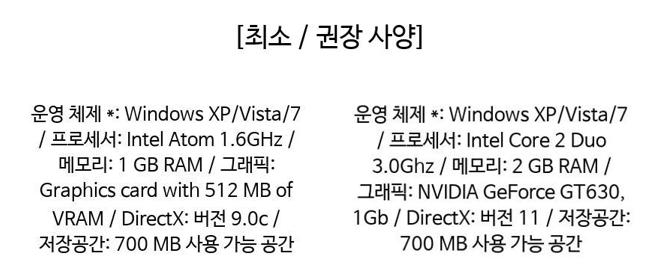 [최소 / 권장 사양]
운영 체제 *: Windows XP/Vista/7
/ 프로세서: Intel Atom 1.6GHz /
메모리: 1 GB RAM / 그래픽:
Graphics card with 512 MB of
VRAM / DirectX: 버전 9.0c /
저장공간: 700 MB 사용 가능 공간
운영 체제 *: Windows XP/Vista/7
/ 프로세서: Intel Core 2 Duo
3.0Ghz / 메모리: 2 GB RAM /
그래픽: NVIDIA GeForce GT630,
1Gb / DirectX: 버전 11 / 저장공간:
700 MB 사용 가능 공간